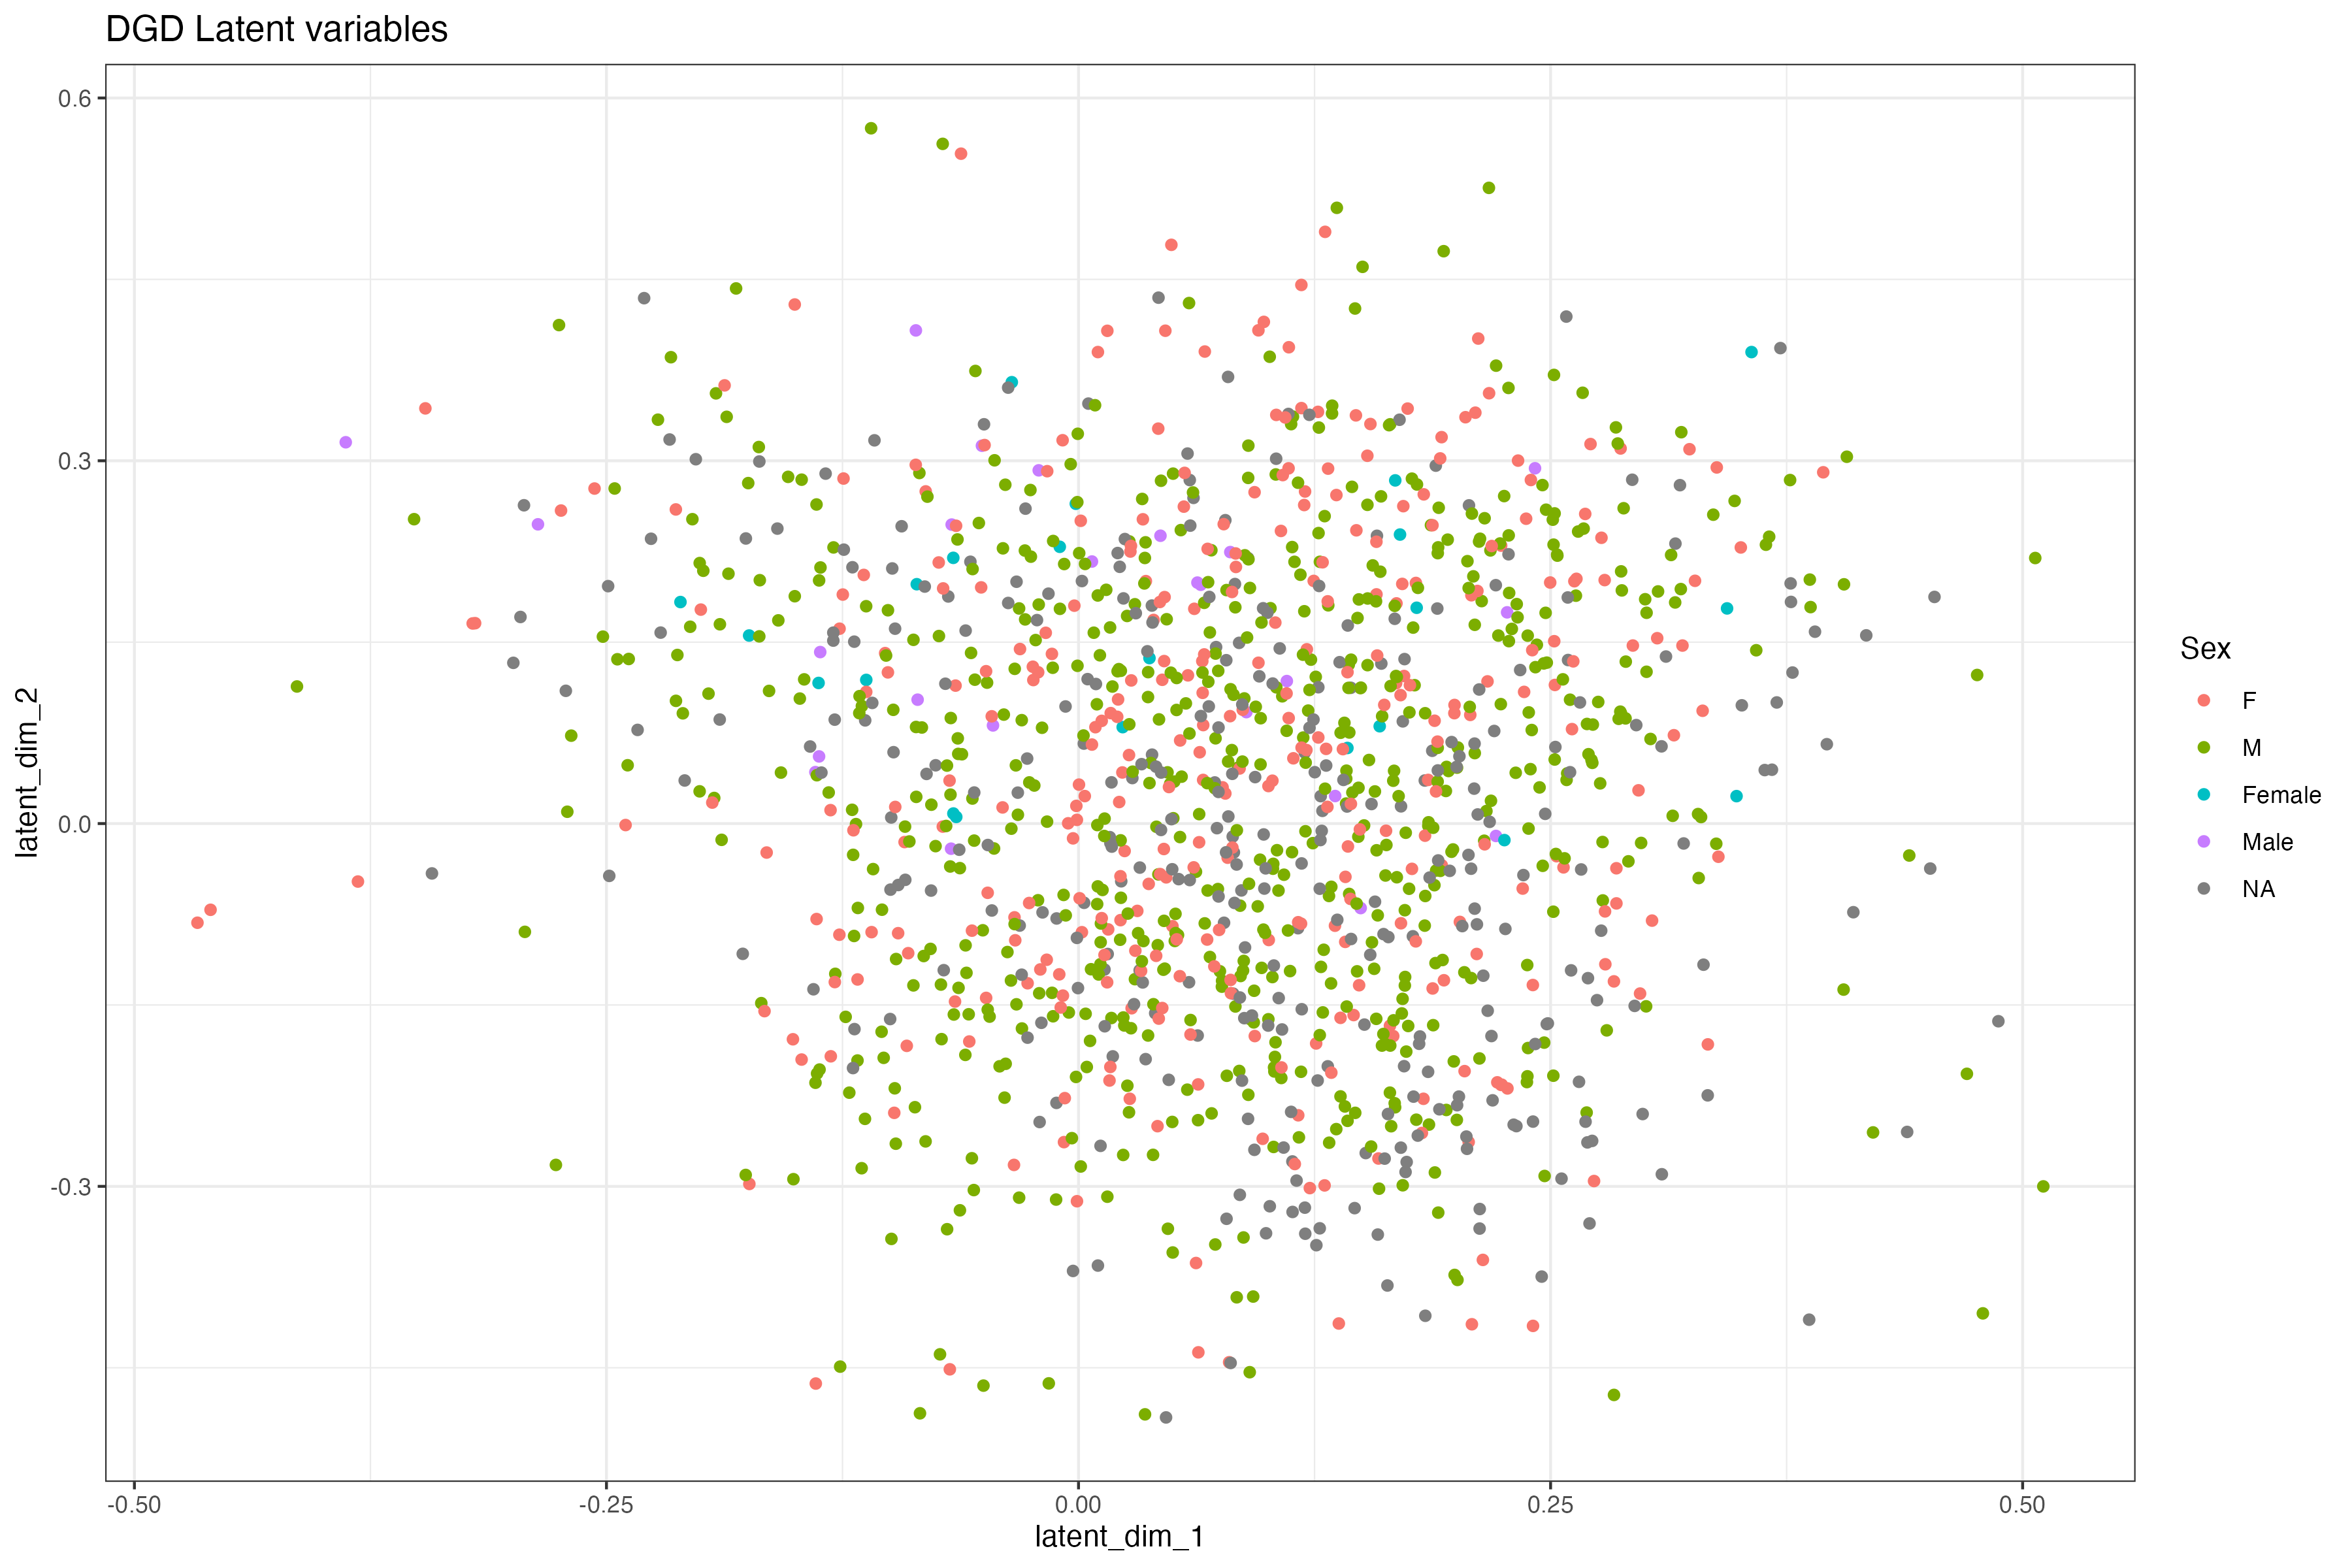 DGD Latent variables
0.6
0.3
0.0
-0.3
latent_dim_2
-0.50
-0.25
0.00
0.25
0.50
latent_dim_1
Sex
F
M
Female
Male
NA